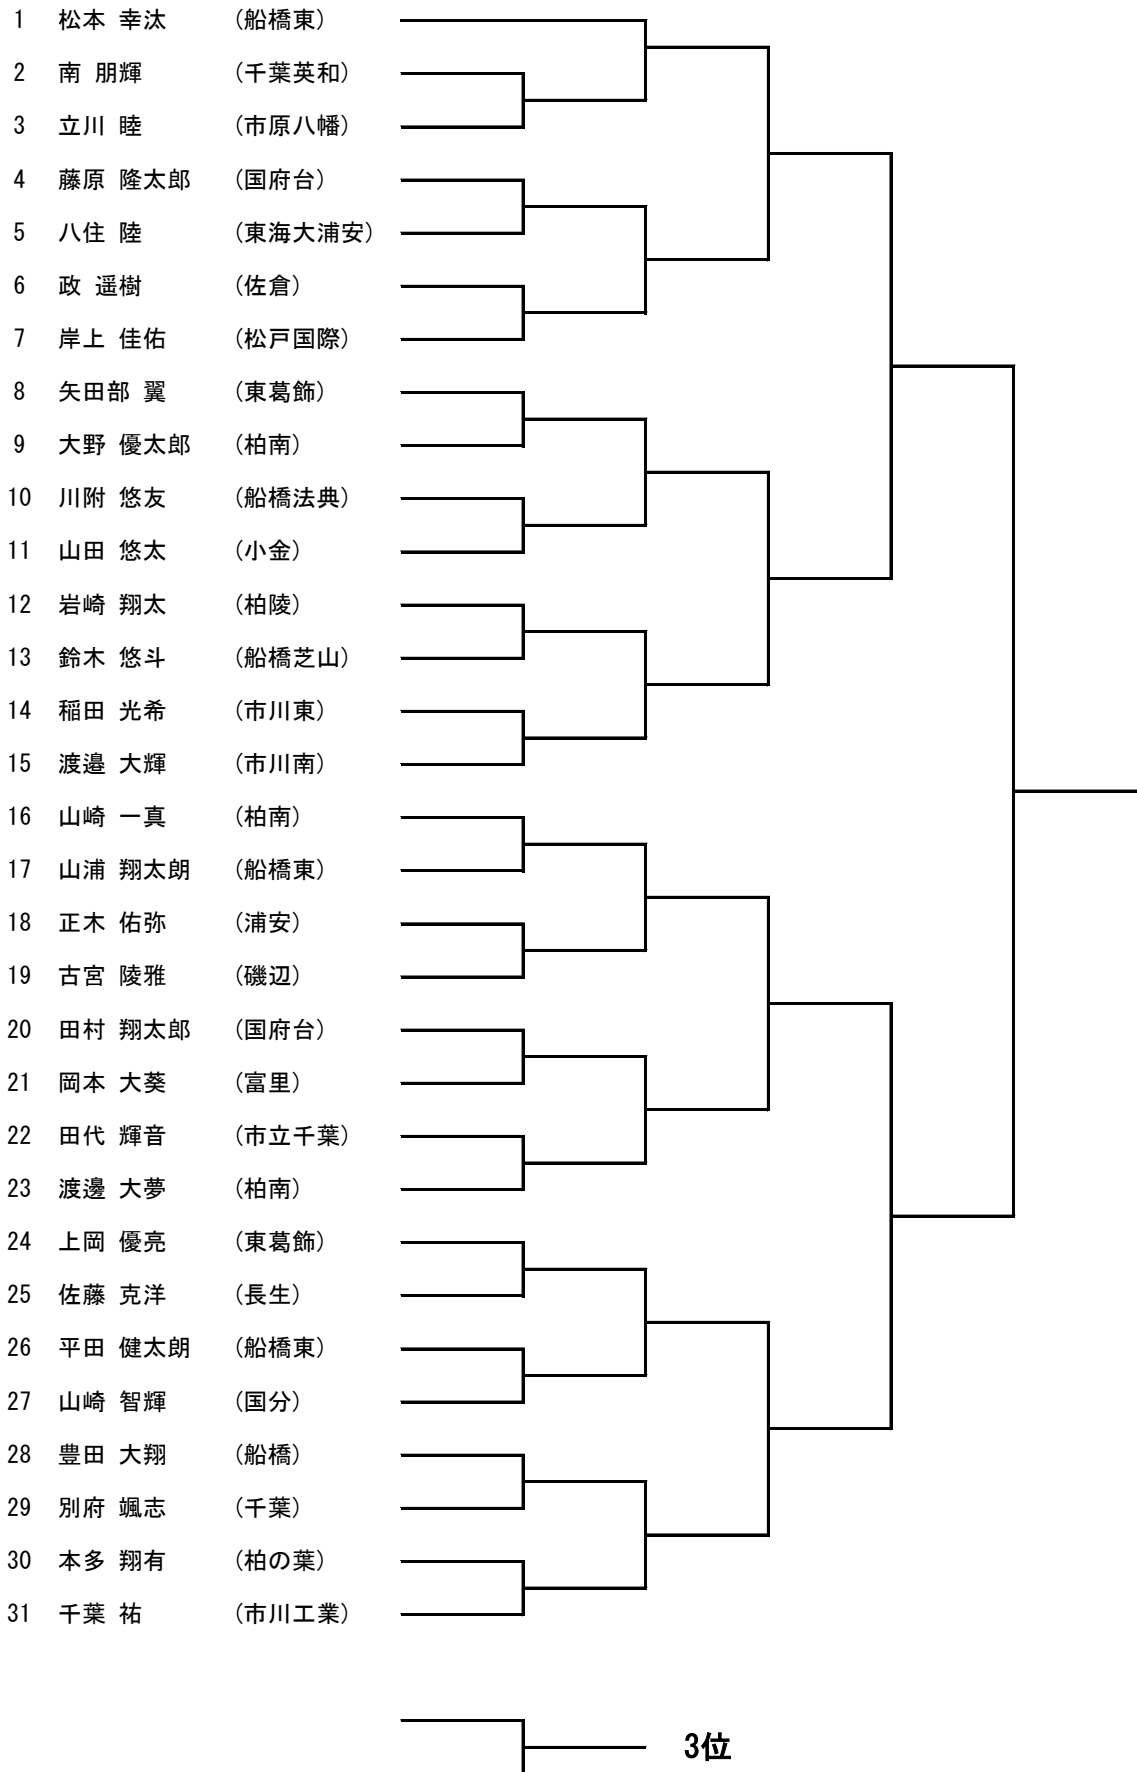 1 松本 幸汰 (船橋東)
2 南 朋輝 (千葉英和)
3 立川 睦 (市原八幡)
4 藤原 隆太郎 (国府台)
5 八住 陸 (東海大浦安)
6 政 遥樹 (佐倉)
7 岸上 佳佑 (松戸国際)
8 矢田部 翼 (東葛飾)
9 大野 優太郎 (柏南)
10 川附 悠友 (船橋法典)
11 山田 悠太 (小金)
12 岩崎 翔太 (柏陵)
13 鈴木 悠斗 (船橋芝山)
14 稲田 光希 (市川東)
15 渡邉 大輝 (市川南)
16 山崎 一真 (柏南)
17 山浦 翔太朗 (船橋東)
18 正木 佑弥 (浦安)
19 古宮 陵雅 (磯辺)
20 田村 翔太郎 (国府台)
21 岡本 大葵 (富里)
22 田代 輝音 (市立千葉)
23 渡邊 大夢 (柏南)
24 上岡 優亮 (東葛飾)
25 佐藤 克洋 (長生)
26 平田 健太朗 (船橋東)
27 山崎 智輝 (国分)
28 豊田 大翔 (船橋)
29 別府 颯志 (千葉)
30 本多 翔有 (柏の葉)
31 千葉 祐 (市川工業)
3位